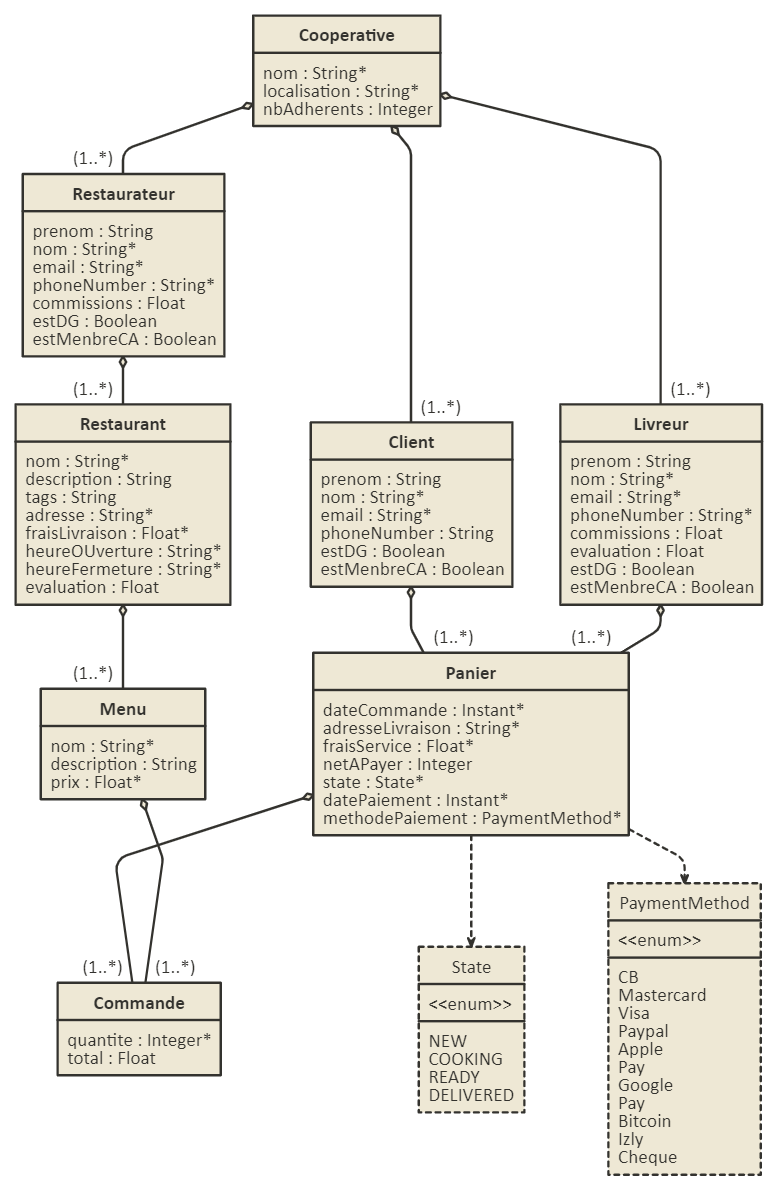 Cooperative
nom : String*
localisation : String*
nbAdherents : Integer
(1..*)
Restaurateur
prenom : String
nom : String*
email : String*
phoneNumber : String*
commissions : Float
estDG : Boolean
estMenbreCA : Boolean
(1..*)
Restaurant
nom : String*
description : String
tags : String
adresse : String*
fraisLivraison : Float*
heureOUverture : String*
heureFermeture : String*
evaluation : Float
(1..*)
Client
prenom : String
nom : String*
email : String*
phoneNumber : String
estDG : Boolean
estMenbreCA : Boolean
(1..*)
Livreur
prenom : String
nom : String*
email : String*
phoneNumber : String*
commissions : Float
evaluation : Float
estDG : Boolean
estMenbreCA : Boolean
(1..*)
Menu
nom : String*
description : String
prix : Float*
(1..*)
(1..*)
Panier
dateCommande : Instant*
adresseLivraison : String*
fraisService : Float*
netAPayer : Integer
state : State*
datePaiement : Instant*
methodePaiement : PaymentMethod*
(1..*)
(1..*)
Commande
quantite : Integer*
total : Float
State
<<enum>>
NEW
COOKING
READY
DELIVERED
PaymentMethod
<<enum>>
CB
Mastercard
Visa
Paypal
Apple
Pay
Google
Pay
Bitcoin
Izly
Cheque